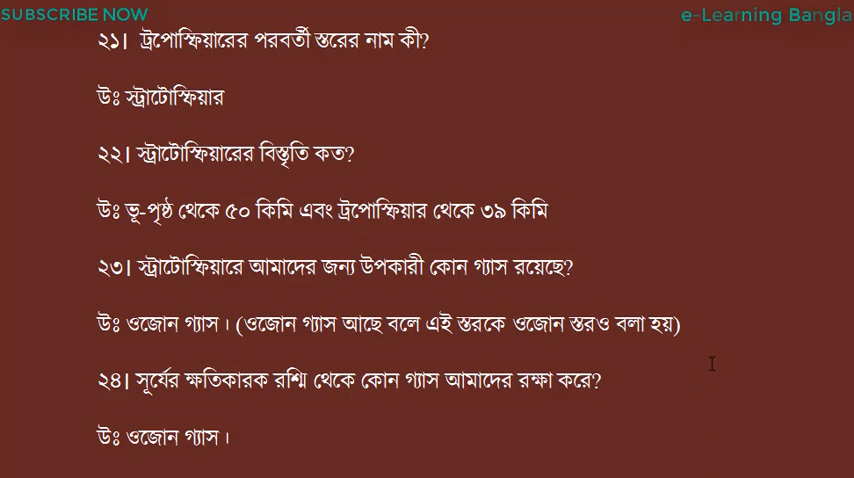 SUBSCRIBE NOW
e-Learning Bangla
২১। ট্রপোস্ফিয়ারের পরবর্তী স্তরের নাম কী?
উঃ স্ট্রাটোস্ফিয়ার
২২। স্ট্রাটোস্ফিয়ারের বিস্তৃতি কত?
উঃ ভূ-পৃষ্ঠ থেকে ৫০ কিমি এবং ট্রপোস্ফিয়ার থেকে ৩৯ কিমি
২৩। স্ট্রাটোস্ফিয়ারে আমাদের জন্য উপকারী কোন গ্যাস রয়েছে?
উঃ ওজোন গ্যাস। (ওজোন গ্যাস আছে বলে এই স্তরকে ওজোন স্তরও বলা হয়)
২৪। সূর্যের ক্ষতিকারক রশ্মি থেকে কোন গ্যাস আমাদের রক্ষা করে?
উঃ ওজোন গ্যাস।